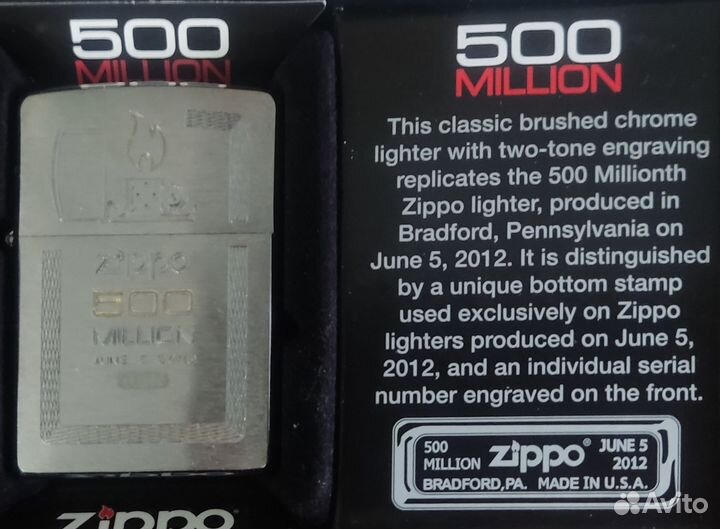 500
MILLION
zippo
500
MILLION
JUNE 5 2012
zippo
500
MILLION
This classic brushed chrome
lighter with two-tone engraving
replicates the 500 Millionth
Zippo lighter, produced in
Bradford, Pennsylvania on
June 5, 2012. It is distinguished
by a unique bottom stamp
used exclusively on Zippo
lighters produced on June 5,
2012, and an individual serial
number engraved on the front.
500 MILLION zippo® JUNE 5 2012
BRADFORD, PA. MADE IN U.S.A.
Avito